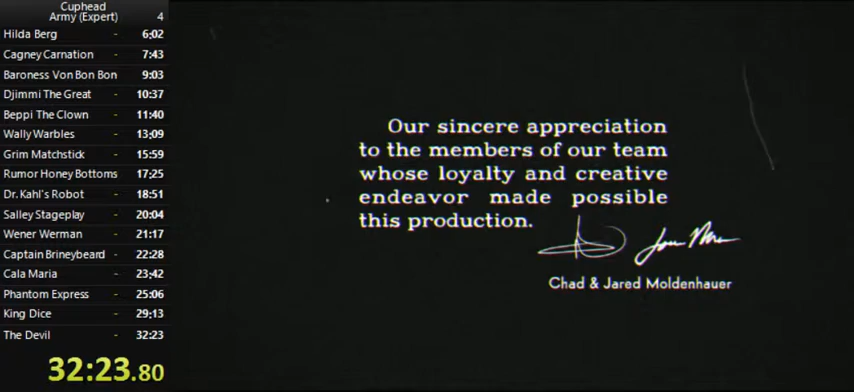 Cuphead
Army (Expert) 4
Hilda Berg - 6;02
Cagney Carnation - 7:43
Baroness Von Bon Bon 9:03
Djimmi The Great - 10:37
Beppi The Clown - 11:40
Wally Warbles - 13;09
Grim Matchstick - 15:59
Rumor Honey Bottoms - 17:25
Dr. Kahl's Robot - 18:51
Salley Stageplay - 20:04
Wener Werman - 21:17
Captain Brineybeard - 22:28
Cala Maria - 23;42
Phantom Express - 25:06
King Dice - 29;13
The Devil - 32:23
32:23.80
Our sincere appreciation
to the members of our team
whose loyalty and creative
endeavor made possible
this production.
Chad & Jared Moldenhauer